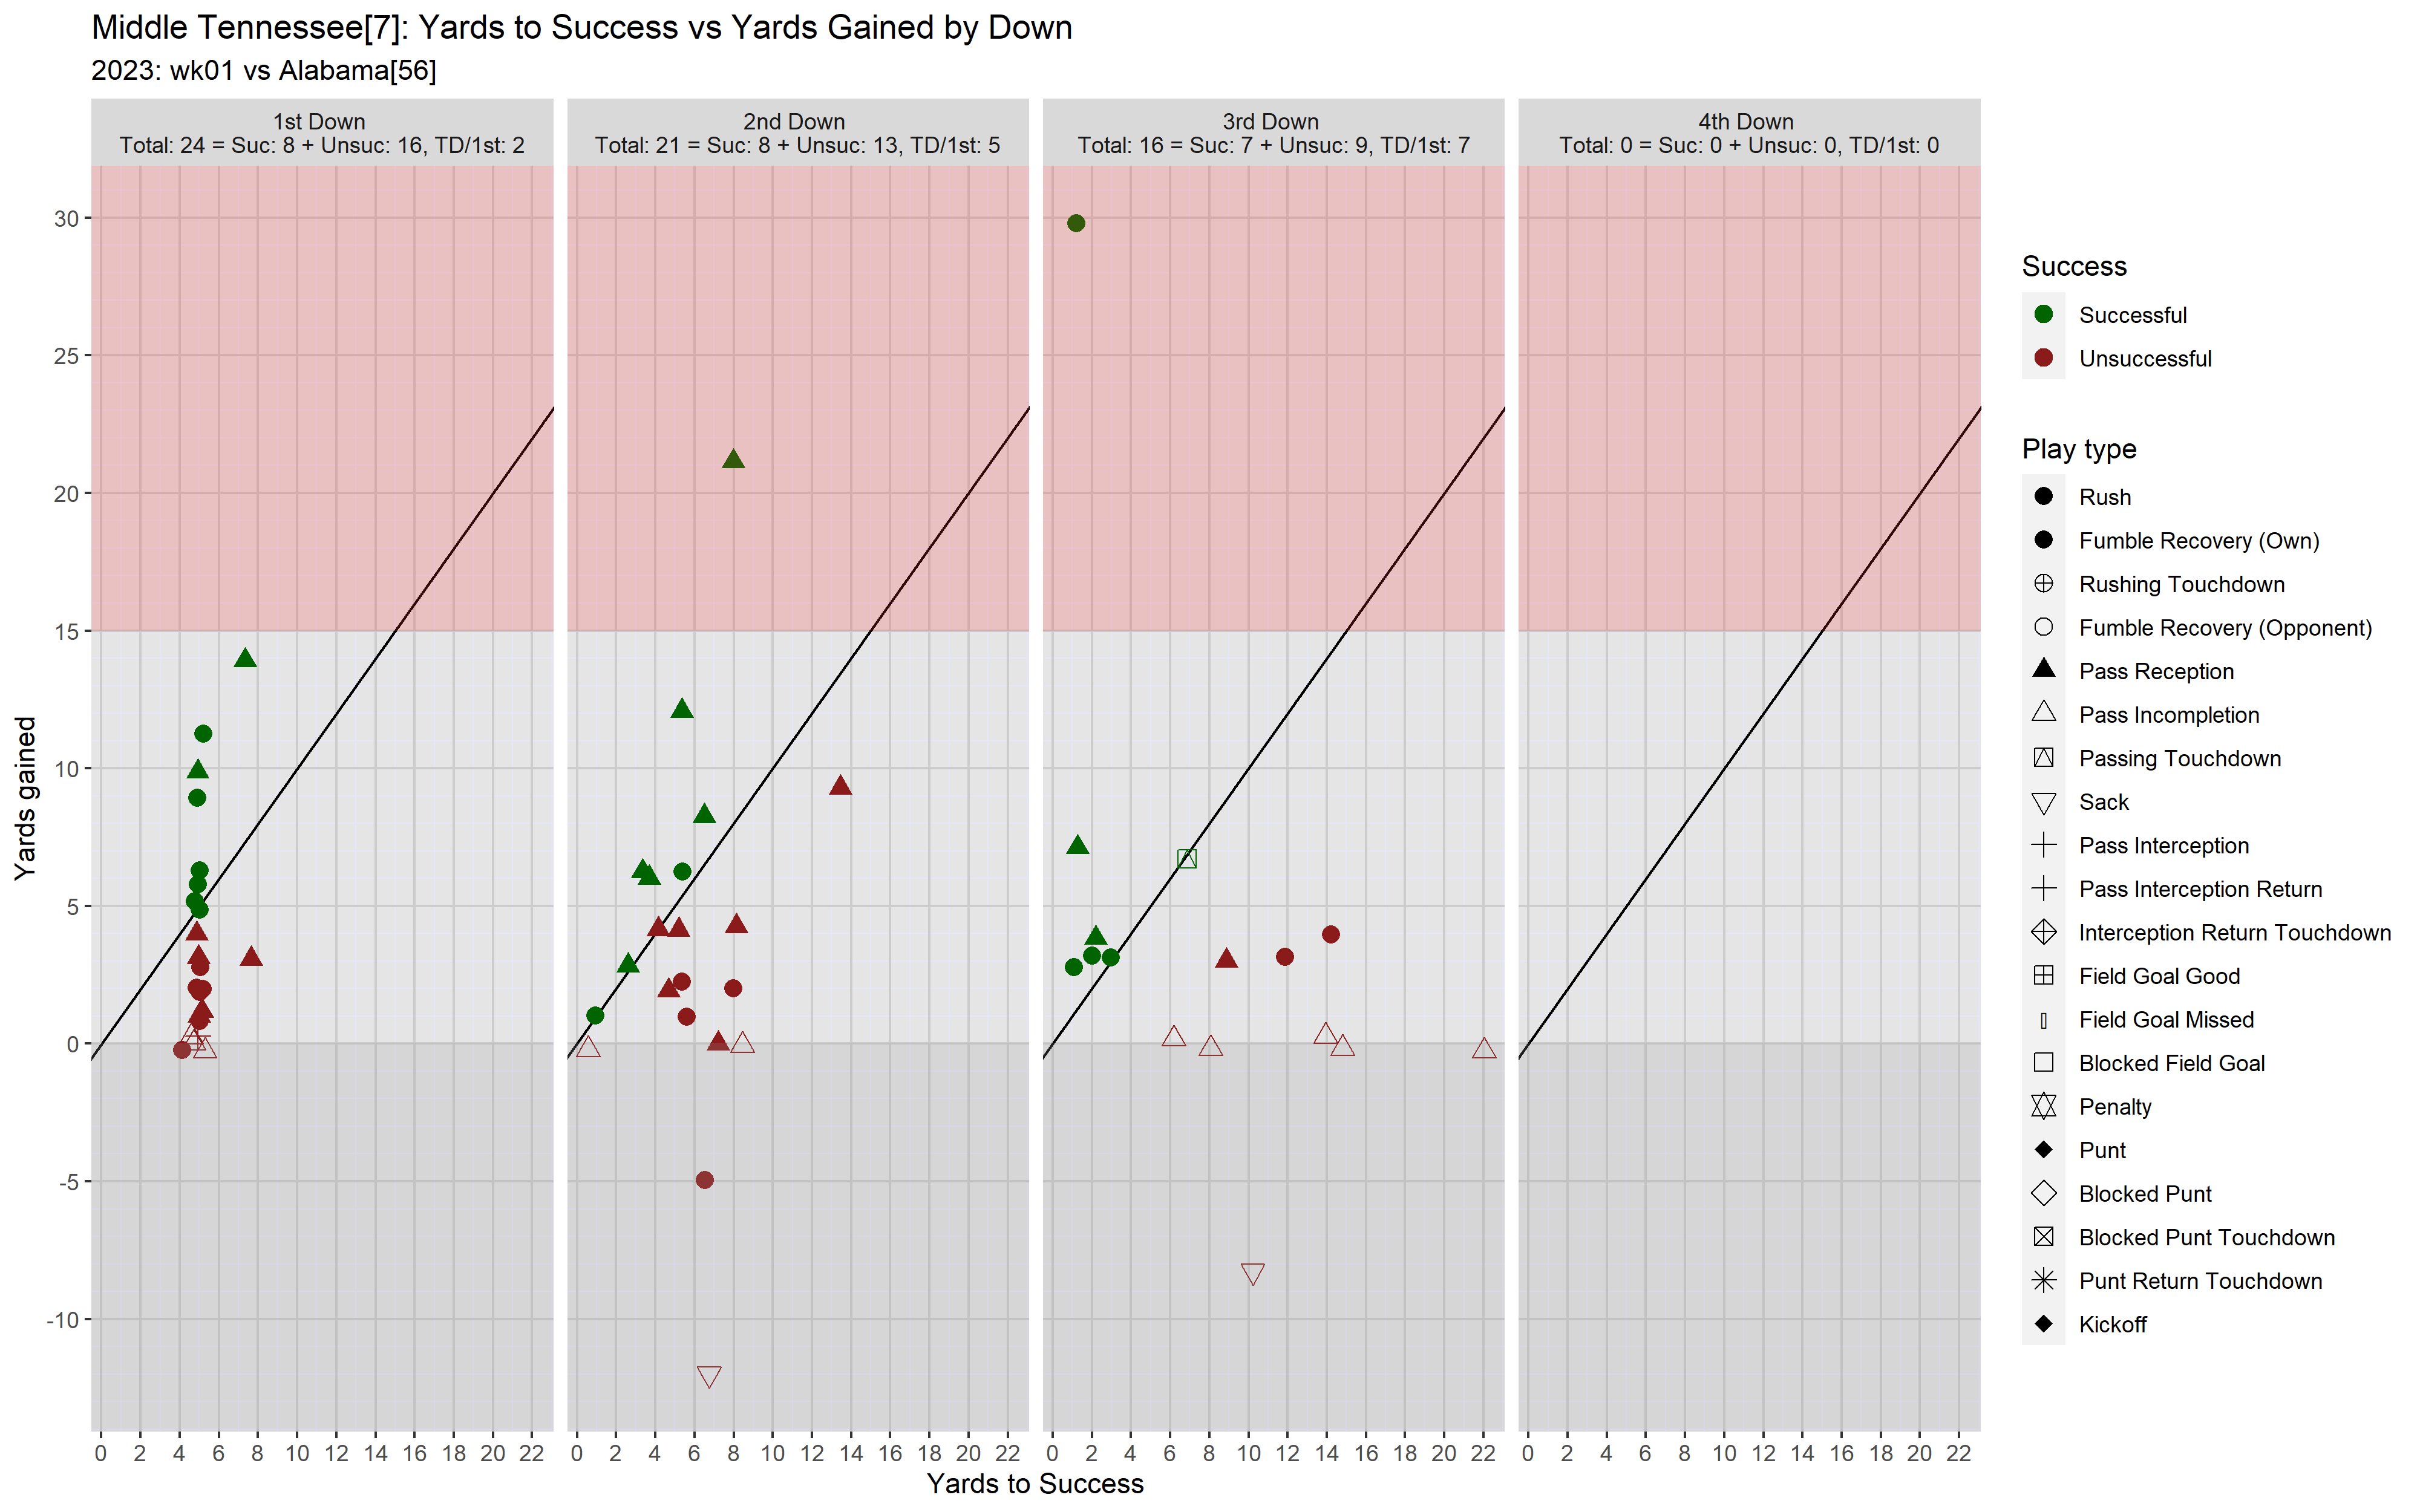 Middle Tennessee[7]: Yards to Success vs Yards Gained by Down
2023: wk01 vs Alabama[56]
1st Down
Total: 24 = Suc: 8 + Unsuc: 16, TD/1st: 2
2nd Down
Total: 21 = Suc: 8 + Unsuc: 13, TD/1st: 5
3rd Down
Total: 16 = Suc: 7 + Unsuc: 9, TD/1st: 7
4th Down
Total: 0 = Suc: 0 + Unsuc: 0, TD/1st: 0
Yards gained
30
25
20
15
10
5
0
-5
-10
0 2 4 6 8 10 12 14 16 18 20 22
0 2 4 6 8 10 12 14 16 18 20 22
0 2 4 6 8 10 12 14 16 18 20 22
0 2 4 6 8 10 12 14 16 18 20 22
Yards to Success
Success
Successful
Unsuccessful
Play type
Rush
Fumble Recovery (Own)
Rushing Touchdown
Fumble Recovery (Opponent)
Pass Reception
Pass Incompletion
Passing Touchdown
Sack
Pass Interception
Pass Interception Return
Interception Return Touchdown
Field Goal Good
Field Goal Missed
Blocked Field Goal
Penalty
Punt
Blocked Punt
Blocked Punt Touchdown
Punt Return Touchdown
Kickoff